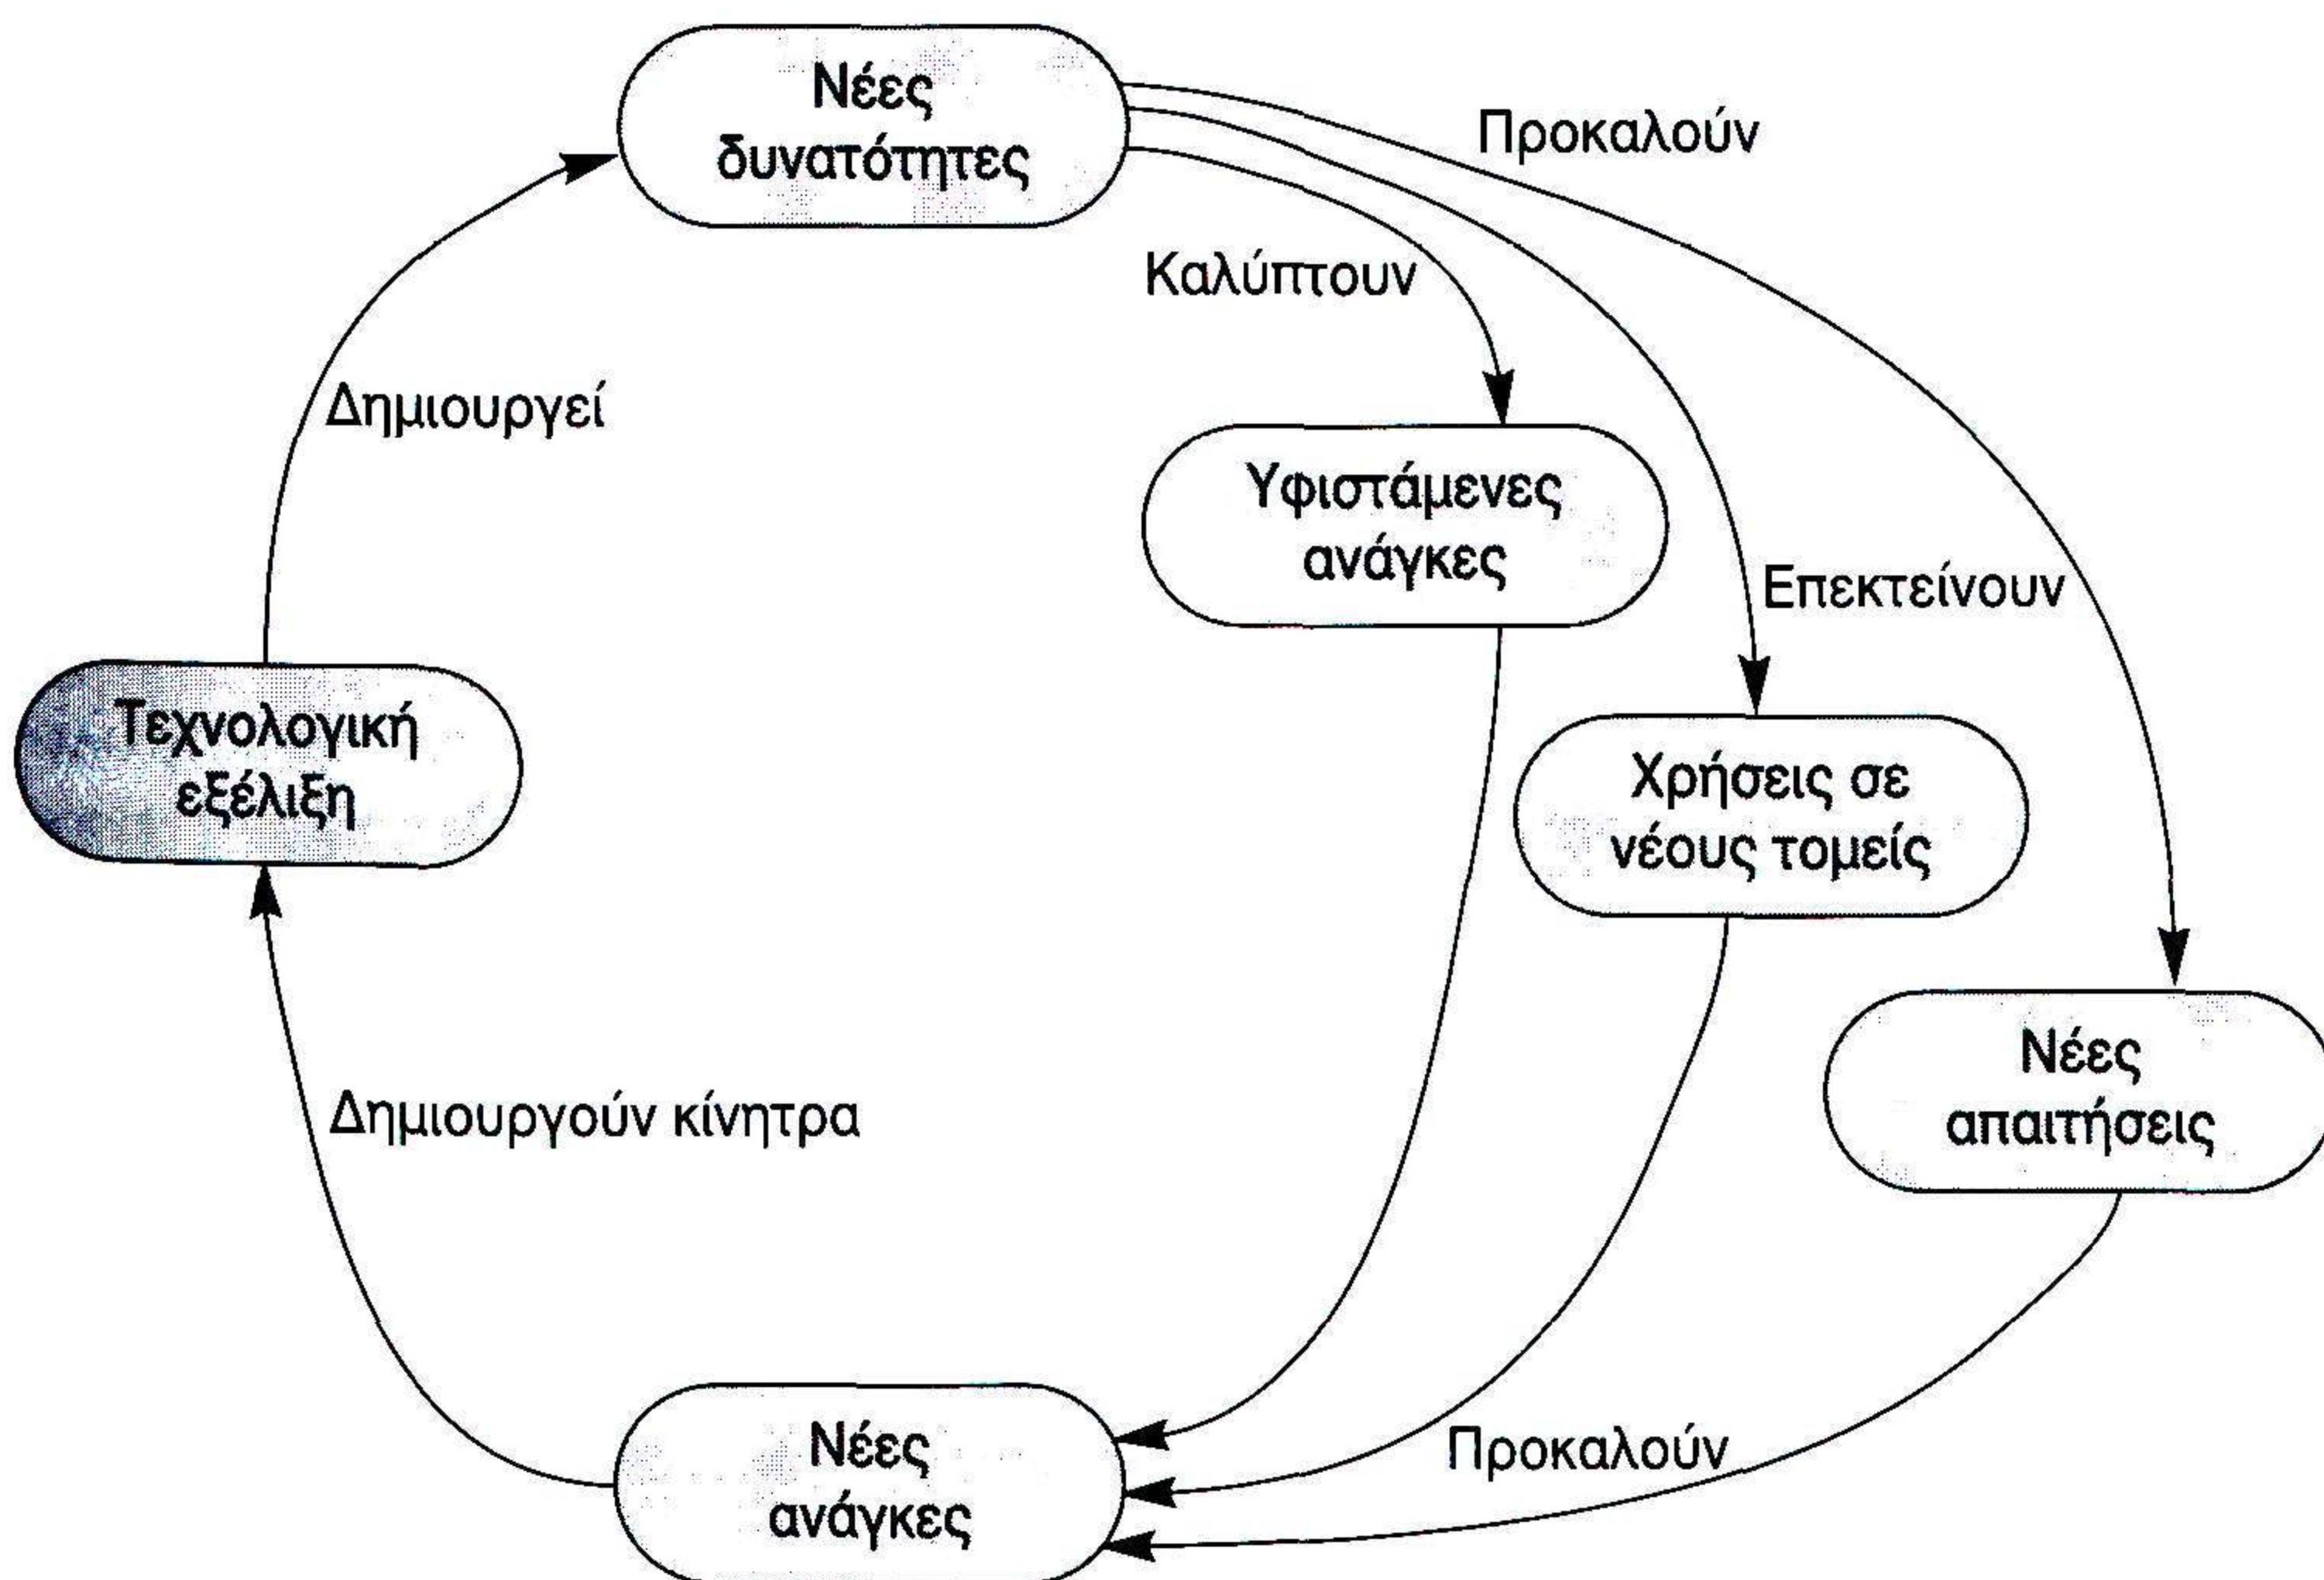 Νέες
δυνατότητες
Προκαλούν
Καλύπτουν
Δημιουργεί
Υφιστάμενες
ανάγκες
Επεκτείνουν
Τεχνολογική
εξέλιξη
Χρήσεις σε
νέους τομείς
Νέες
απαιτήσεις
Δημιουργούν κίνητρα
Προκαλούν
Νέες
ανάγκες